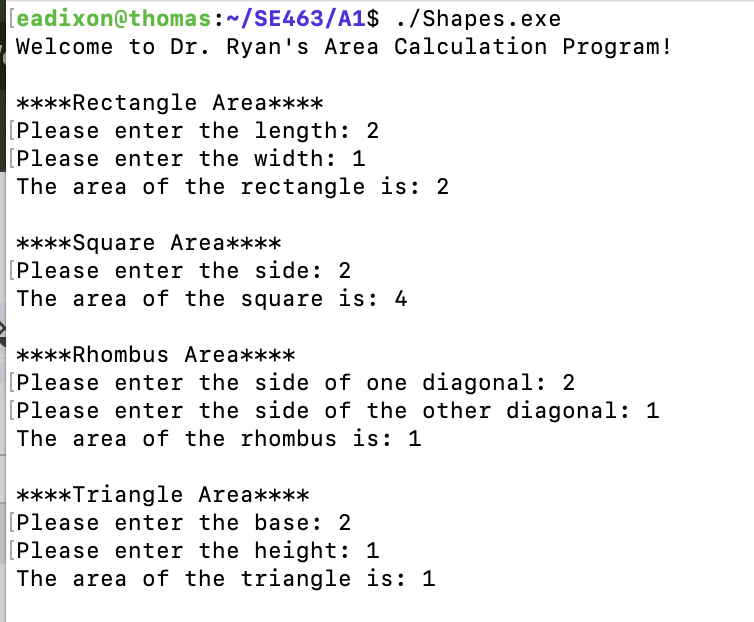 [eadixon@thomas:~/SE463/A1$ ./Shapes.exe
Welcome to Dr. Ryan's Area Calculation Program!
****Rectangle Area****
[Please enter the length: 2
[Please enter the width: 1
The area of the rectangle is: 2
****Square Area****
[Please enter the side: 2
The area of the square is: 4
****Rhombus Area****
[Please enter the side of one diagonal: 2
[Please enter the side of the other diagonal: 1
The area of the rhombus is: 1
****Triangle Area****
[Please enter the base: 2
[Please enter the height: 1
The area of the triangle is: 1